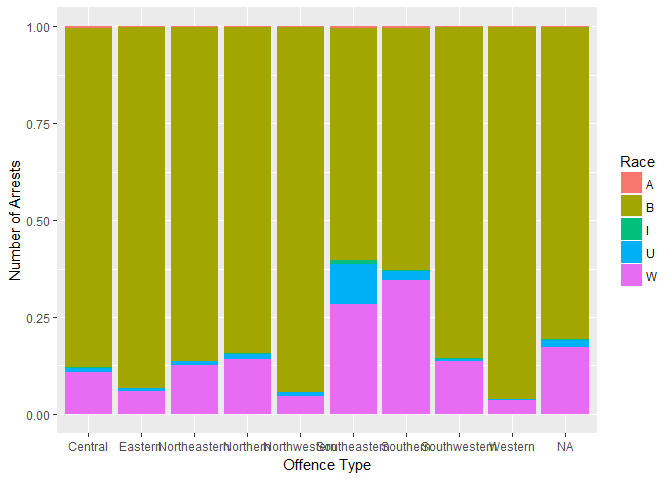 1.00
0.75
0.50
0.25
0.00
Number of Arrests
Central Eastern Northeastern Northern Northwestern Southeastern Southern Southwestern Western NA
Offence Type
Race
A
B
I
U
W